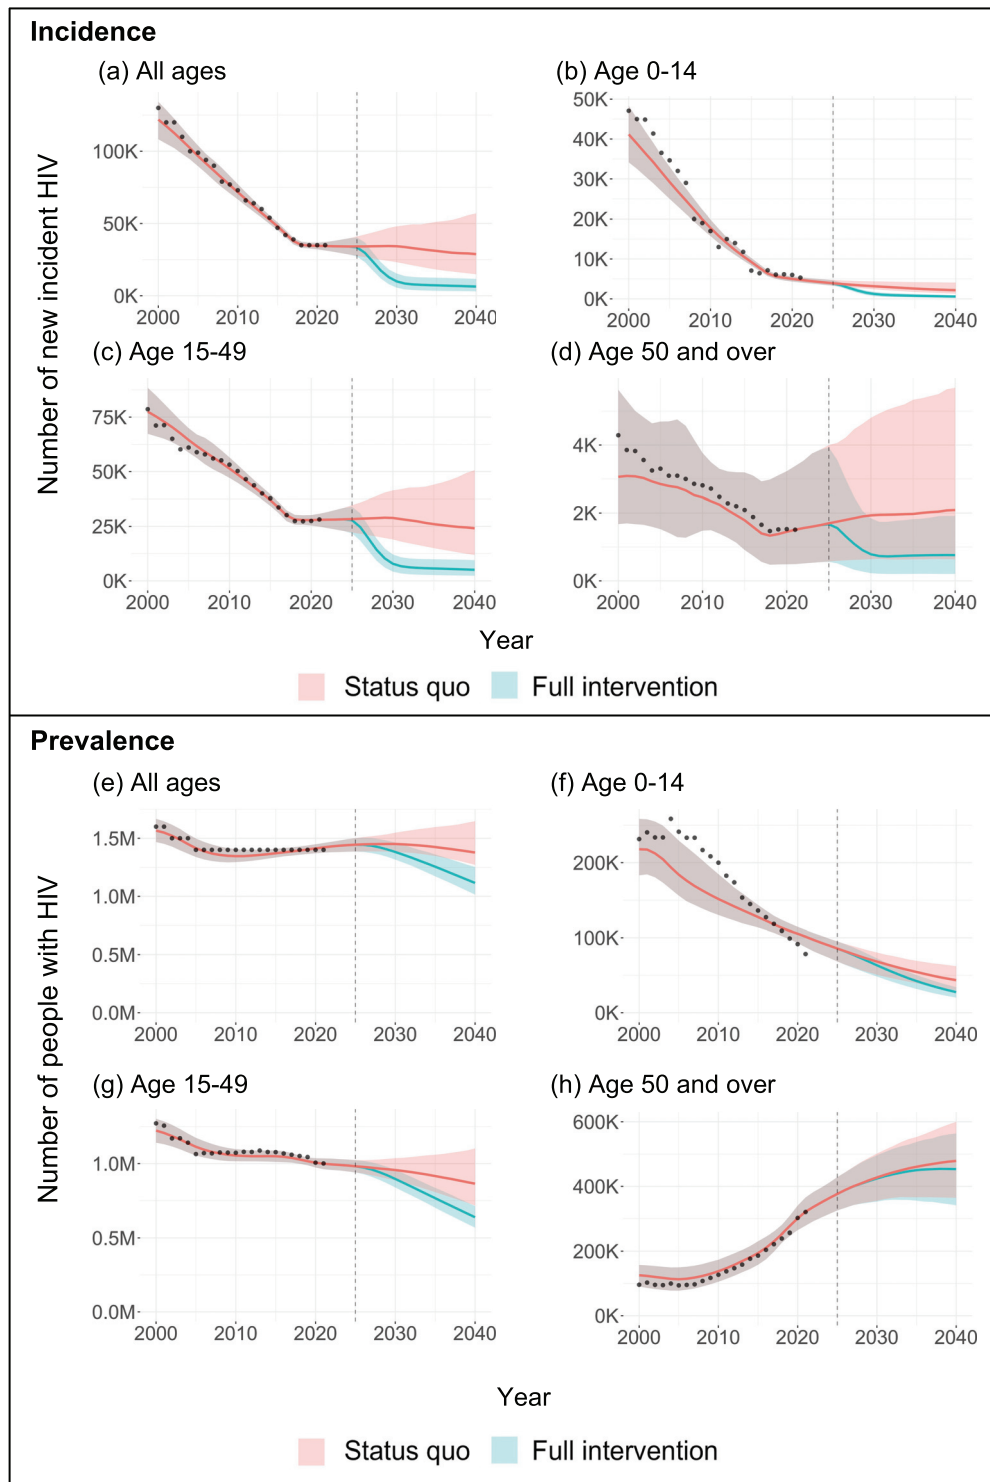 Incidence
(a) All ages
(b) Age 0-14
Number of new incident HIV
100K
50K
0K
2000 2010 2020 2030 2040
50K
40K
30K
20K
10K
0K
2000 2010 2020 2030 2040
(c) Age 15-49
(d) Age 50 and over
75K
50K
25K
0K
2000 2010 2020 2030 2040
4K
2K
0K
2000 2010 2020 2030 2040
Year
Status quo Full intervention
Prevalence
(e) All ages
(f) Age 0-14
Number of people with HIV
1.5M
1.0M
0.5M
0.0M
2000 2010 2020 2030 2040
200K
100K
0K
2000 2010 2020 2030 2040
(g) Age 15-49
(h) Age 50 and over
1.0M
0.5M
0.0M
2000 2010 2020 2030 2040
600K
400K
200K
0K
2000 2010 2020 2030 2040
Year
Status quo Full intervention